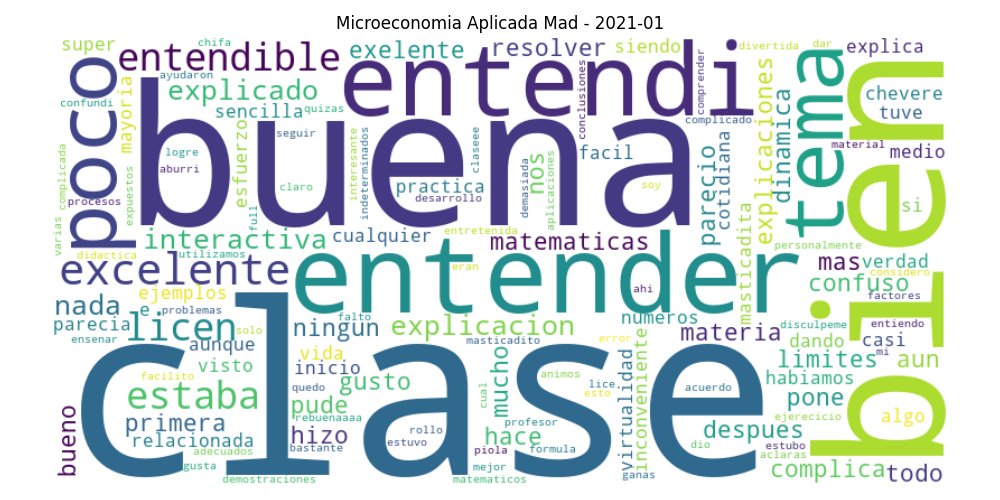 Microeconomia Aplicada Mad - 2021-01
super
chifa
entendible
exelente
resolver
siendo
divertida
dar
explica
poco
ayudaron
entendi
comprender
confundi
mayoria
explicado
conclusiones
tema
bien
chevere
sencilla
quizas
buena
complicado
explicaciones
dinamica
tuve
seguir
esfuerzo
logre
aburri
claro
interesante
indeterminados
claseee
facil
material
medio
practica
desarrollo
demasiada
nos
aplicaciones
soy
parecio
cotidiana
complicada
procesos
expuestos
full
si
varias
interactiva
cualquier
entretenida
matematicas
masticadita
personalmente
didactica
utilizamos
excelente
entender
eran
ahi
mas
verdad
considero
confuso
nada
e
ejemplos
problemas
factores
parecia
licen
solo
ningun
falto
explicacion
numeros
materia
disculpeme
entiendo
ensenar
aunque
masticadito
error
dando
casi
mi
visto
vida
inicio
clase
limites
aun
facilito
gusto
mucho
animos
virtualidad
inconveniente
habiamos
estaba
quedo
cual
lice
esto
acuerdo
pone
ejerecicio
algo
pude
rebuenaaaa
bueno
primera
rollo
profesor
despues
relacionada
hizo
estuvo
hace
dio
estubo
adecuados
bastante
piola
formula
aclaras
gusta
mejor
ganas
complica
todo
demostraciones
matematicos